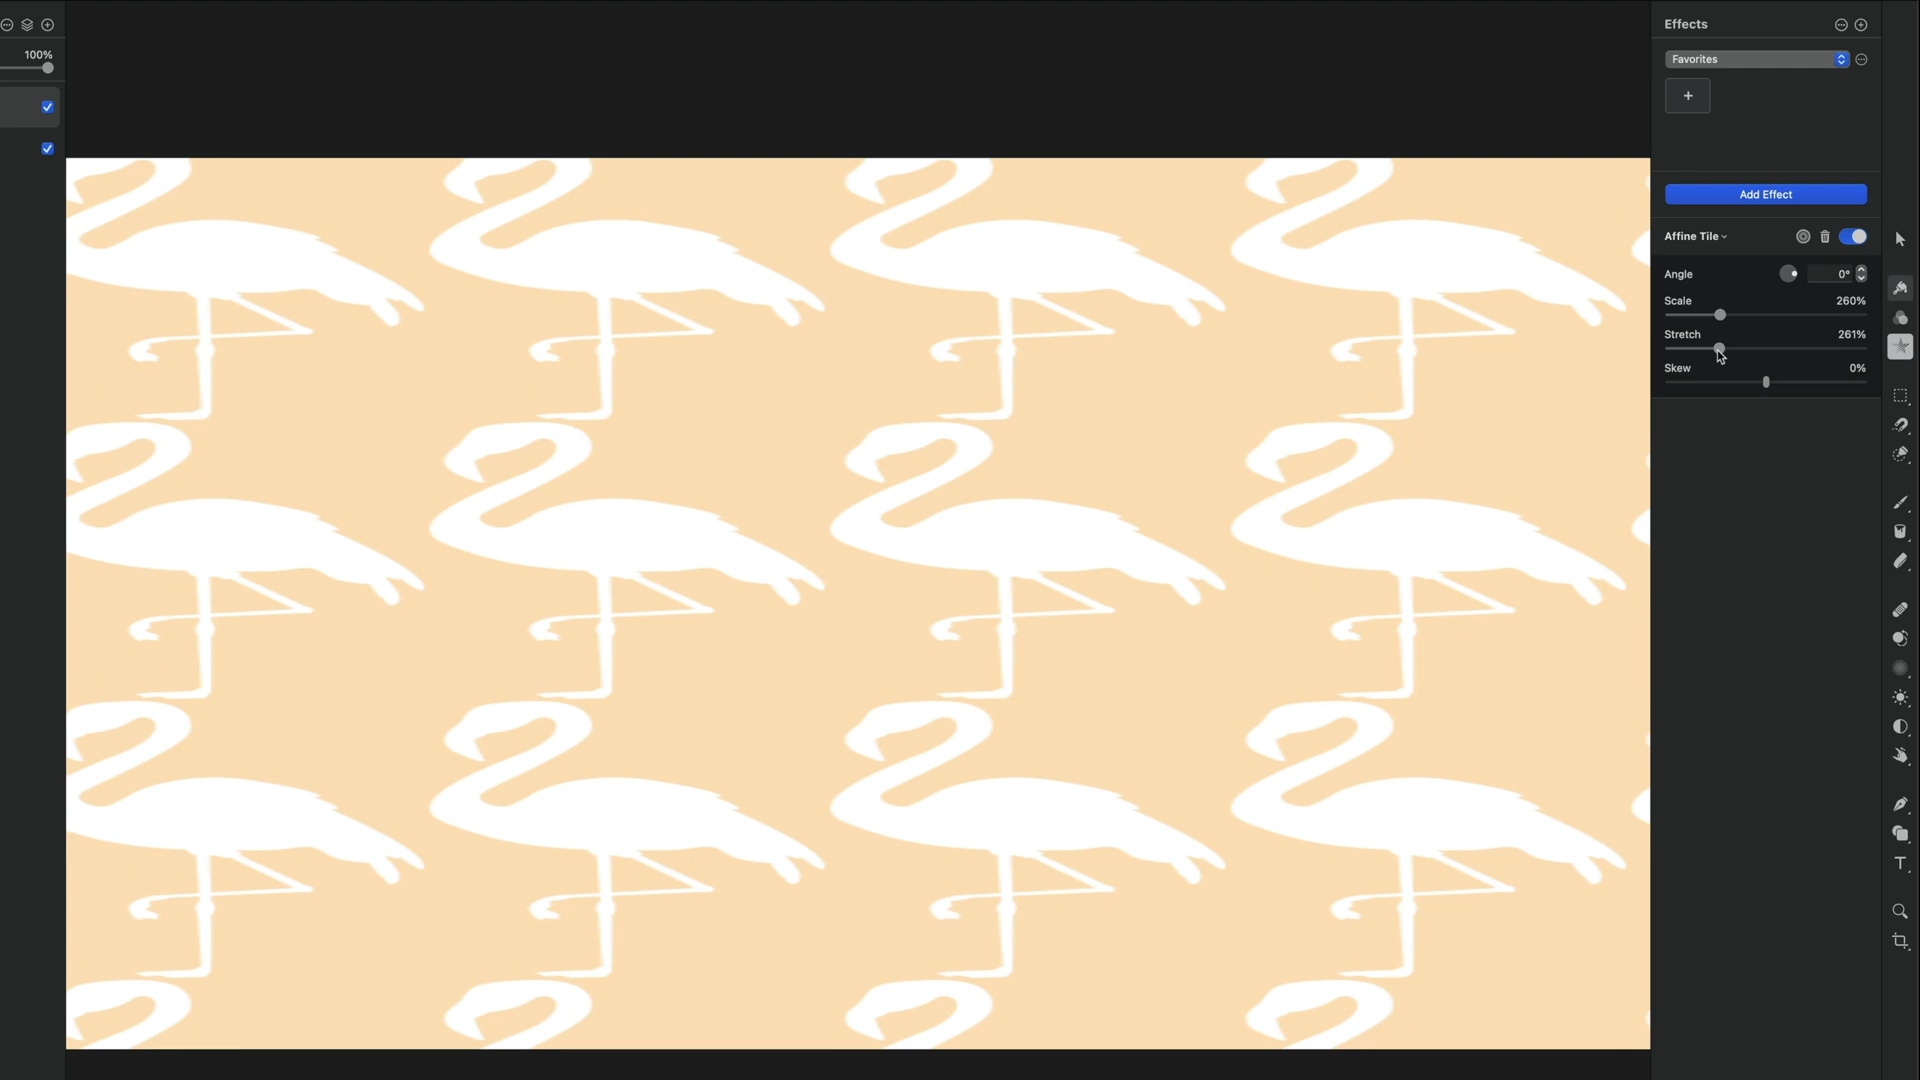 100%
Effects
Favorites
+
Add Effect
Affine Tile
Angle 0°
Scale 260%
Stretch 261%
Skew 0%
T